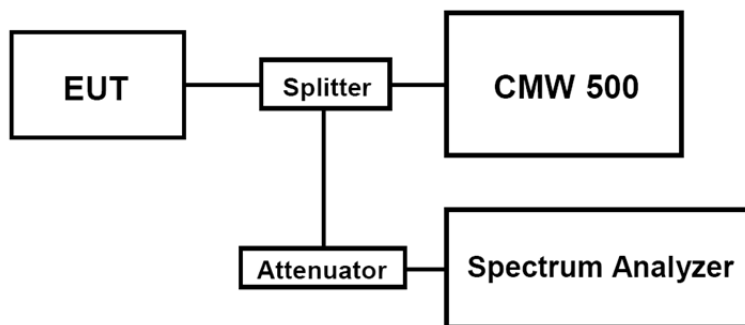 EUT
Splitter
CMW 500
Attenuator
Spectrum Analyzer